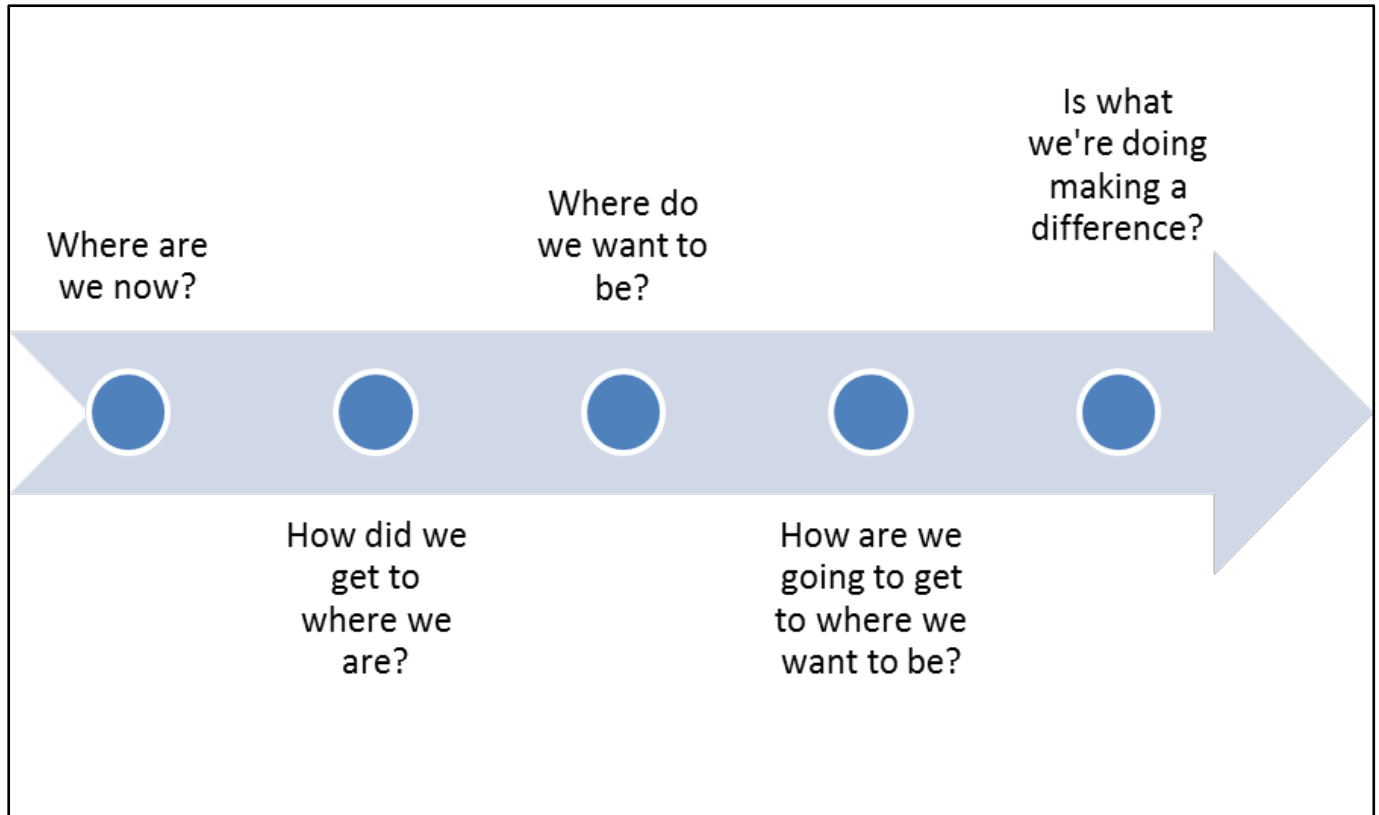 Where are
we now?
How did we
get to
where we
are?
Where do
we want to
be?
How are we
going to get
to where we
want to be?
Is what
we're doing
making a
difference?